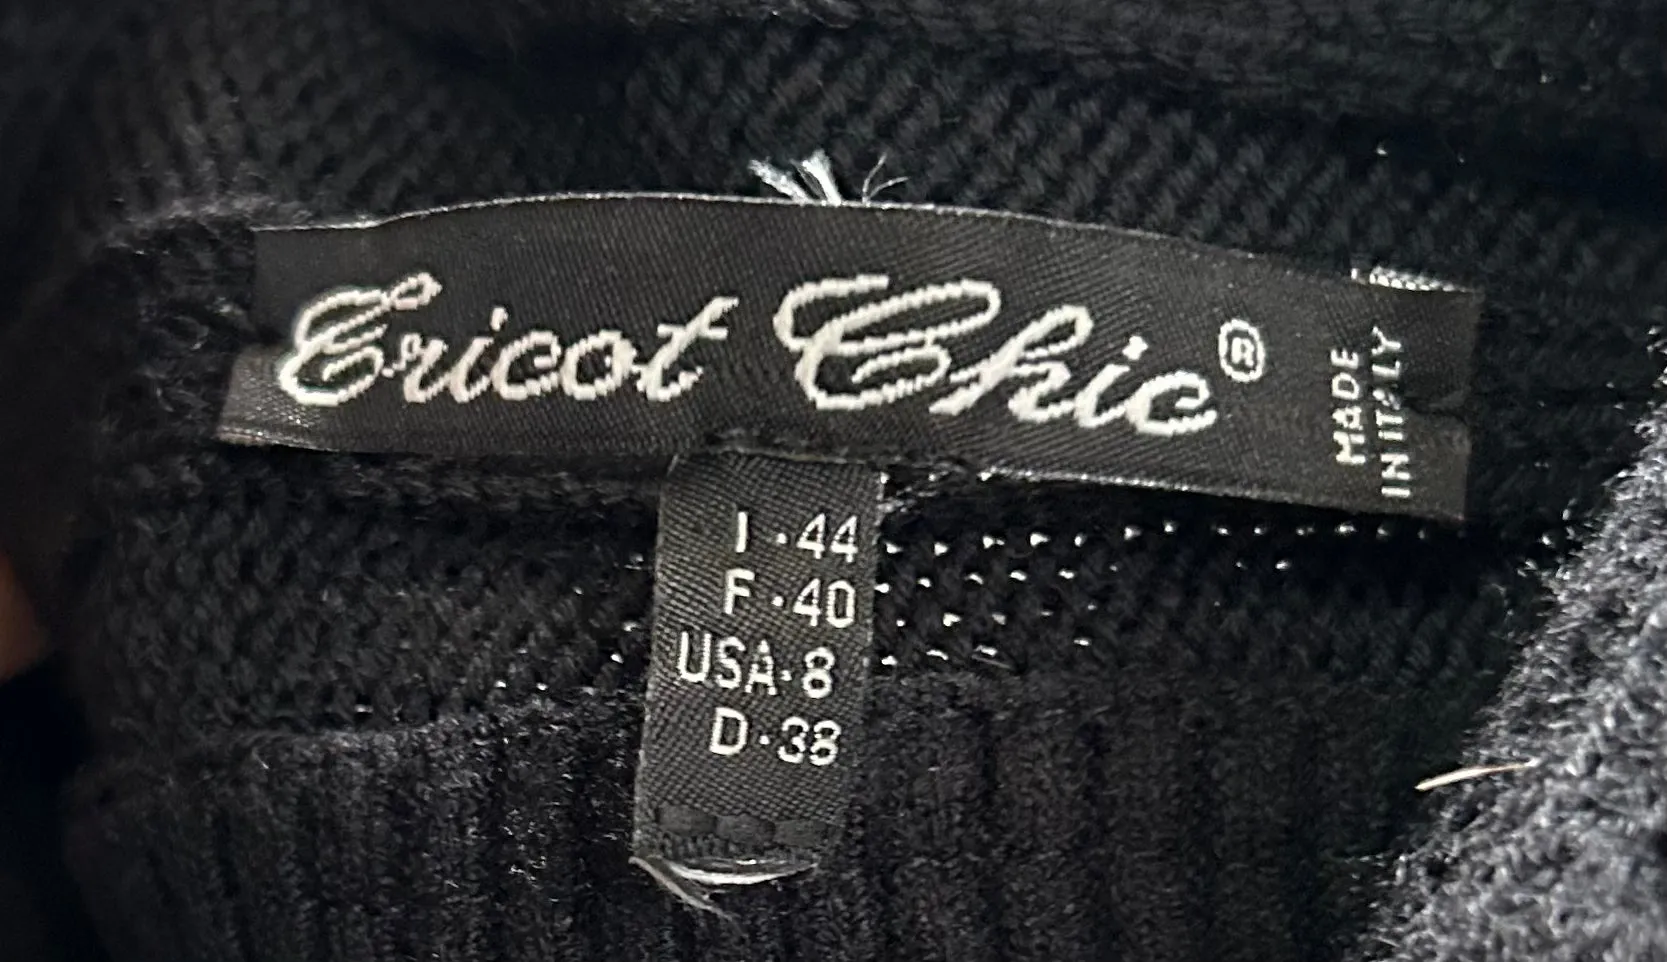 Tricot Chic®
MADE
IN ITALY
I·44
F·40
USA·8
D·38